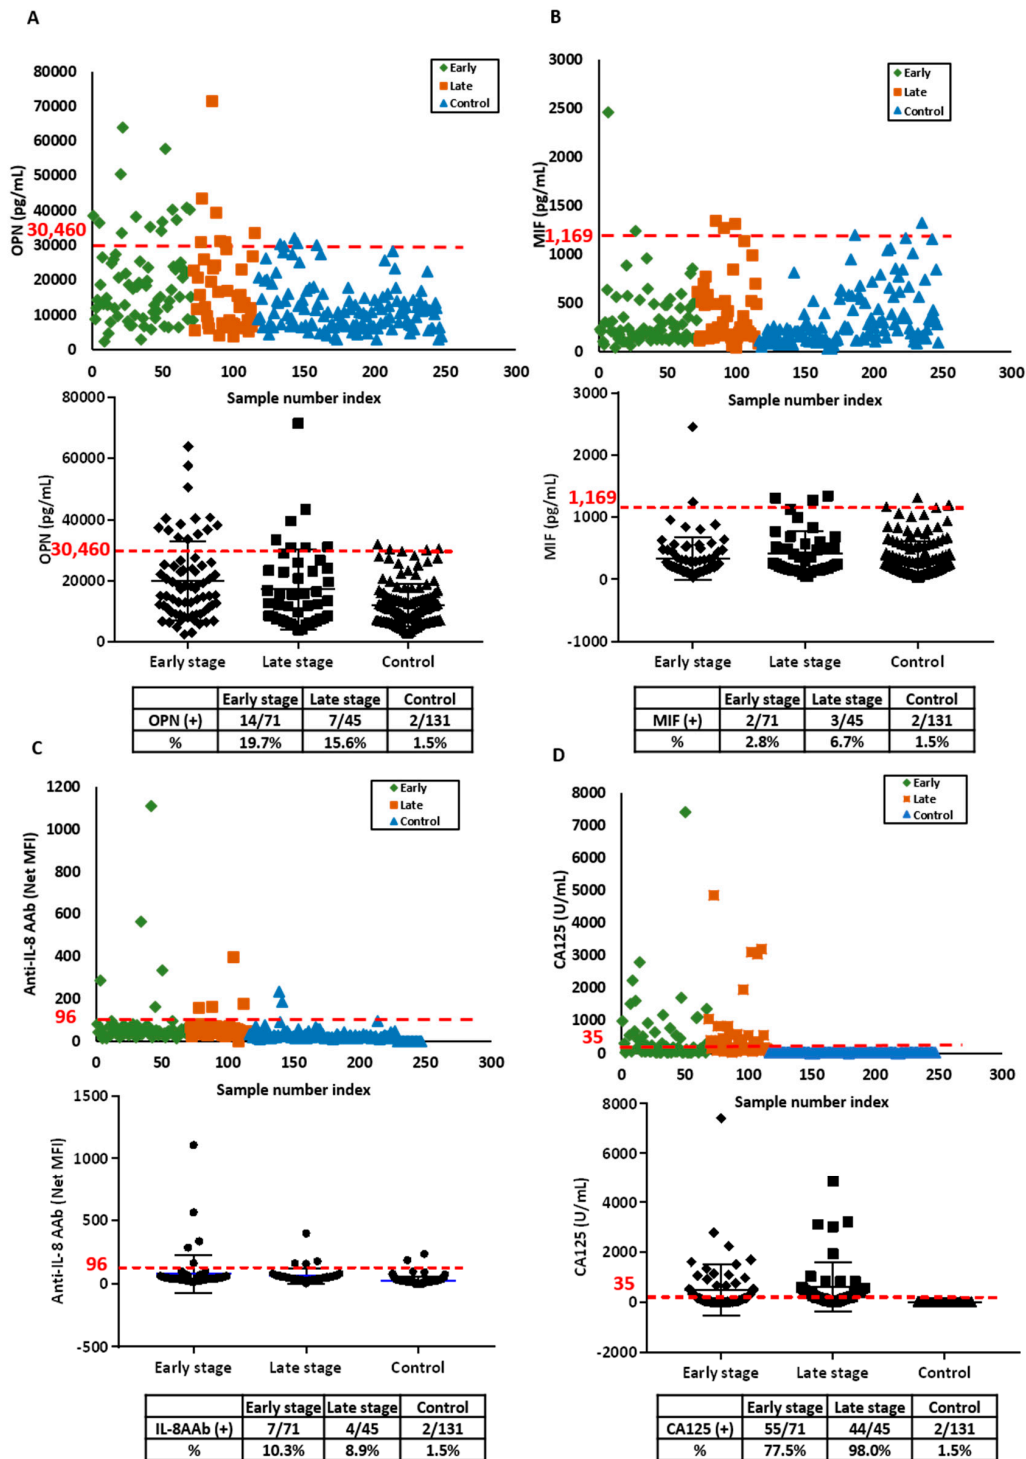 A
80000
70000
60000
50000
40000
30,460
30000
20000
10000
0
OPN (pg/mL)
0 50 100 150 200 250 300
Sample number index
Early
Late
Control
80000
60000
40000
30,460
20000
0
OPN (pg/mL)
Early stage Late stage Control
Early stage Late stage Control
OPN (+) 14/71 7/45 2/131
% 19.7% 15.6% 1.5%
B
3000
2500
2000
1500
1,169
1000
500
0
MIF (pg/mL)
0 50 100 150 200 250 300
Sample number index
Early
Late
Control
3000
2000
1,169
1000
0
-1000
MIF (pg/mL)
Early stage Late stage Control
Early stage Late stage Control
MIF (+) 2/71 3/45 2/131
% 2.8% 6.7% 1.5%
C
1200
1000
800
600
400
200
96
0
Anti-IL-8 AAb (Net MFI)
0 50 100 150 200 250 300
Sample number index
Early
Late
Control
1500
1000
500
96
0
-500
Anti-IL-8 AAb (Net MFI)
Early stage Late stage Control
Early stage Late stage Control
IL-8AAb (+) 7/71 4/45 2/131
% 10.3% 8.9% 1.5%
D
8000
7000
6000
5000
4000
3000
2000
1000
35
0
CA125 (U/mL)
0 50 100 150 200 250 300
Sample number index
Early
Late
Control
8000
6000
4000
2000
35
0
-2000
CA125 (U/mL)
Early stage Late stage Control
Early stage Late stage Control
CA125 (+) 55/71 44/45 2/131
% 77.5% 98.0% 1.5%